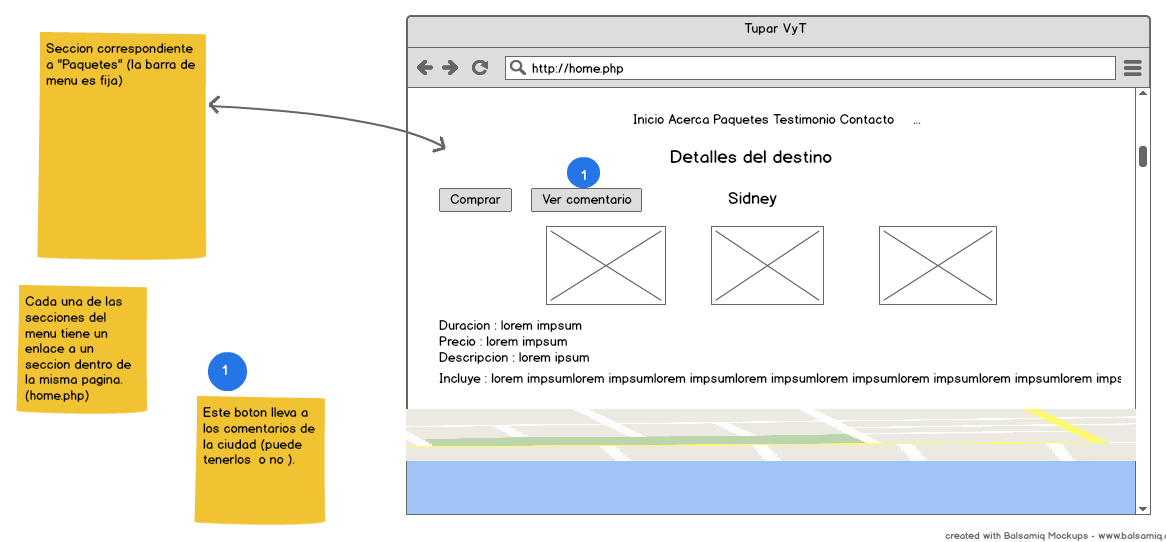 Tupar VyT
http://home.php
Seccion correspondiente
a "Paquetes" (la barra de
menu es fija)
Inicio Acerca Paquetes Testimonio Contacto ...
Detalles del destino
1
Comprar
Ver comentario
Sidney
Cada una de las
secciones del
menu tiene un
enlace a un
seccion dentro de
la misma pagina.
(home.php)
Duracion : lorem impsum
Precio : lorem impsum
Descripcion : lorem ipsum
Incluye : lorem impsumlorem impsumlorem impsumlorem impsumlorem impsumlorem impsumlorem impsumlorem imps
1
Este boton lleva a
los comentarios de
la ciudad (puede
tenerlos o no ).
created with Balsamiq Mockups - www.balsamiq.